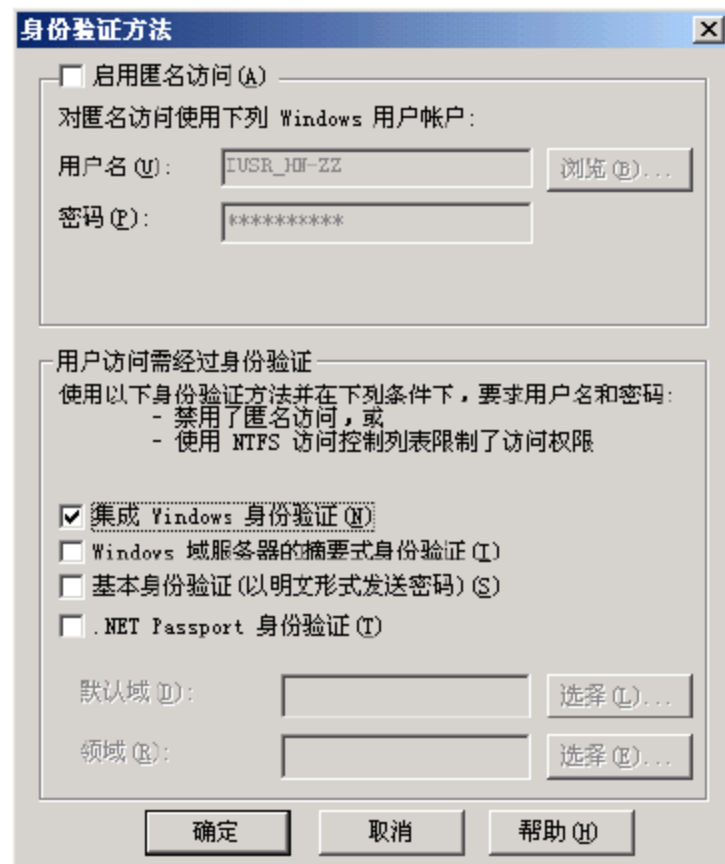 身份验证方法
启用匿名访问(A)
对匿名访问使用下列 Windows 用户帐户:
用户名(U): IUSR_HW-ZZ 浏览(B)...
密码(P): **********
用户访问需经过身份验证
使用以下身份验证方法并在下列条件下，要求用户名和密码:
- 禁用了匿名访问，或
- 使用 NTFS 访问控制列表限制了访问权限
集成 Windows 身份验证(N)
Windows 域服务器的摘要式身份验证(I)
基本身份验证(以明文形式发送密码)(S)
.NET Passport 身份验证(T)
默认域(D): 选择(L)...
领域(R): 选择(E)...
确定 取消 帮助(H)